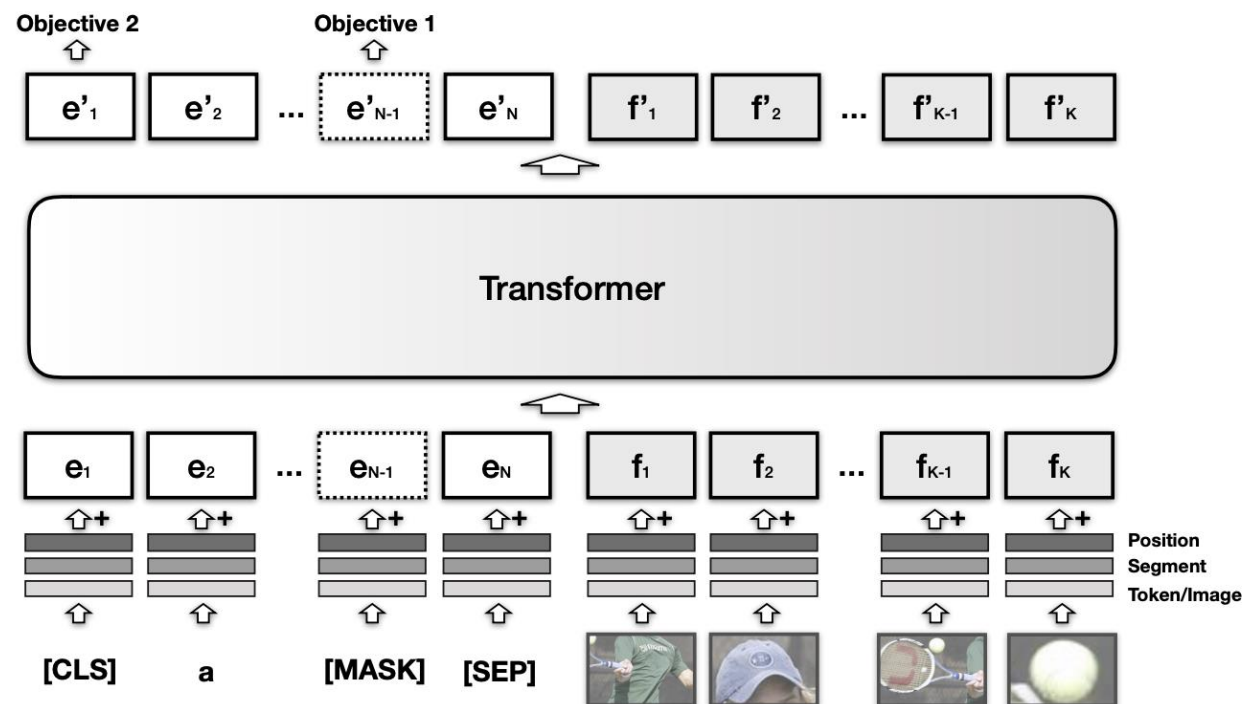 Objective 2 Objective 1
e’1 e’2 ... e’N-1 e’N f’1 f’2 ... f’K-1 f’K
Transformer
e1 e2 ... eN-1 eN f1 f2 ... fK-1 fK
+ + + + + + + +
Position
Segment
Token/Image
[CLS] a [MASK] [SEP]